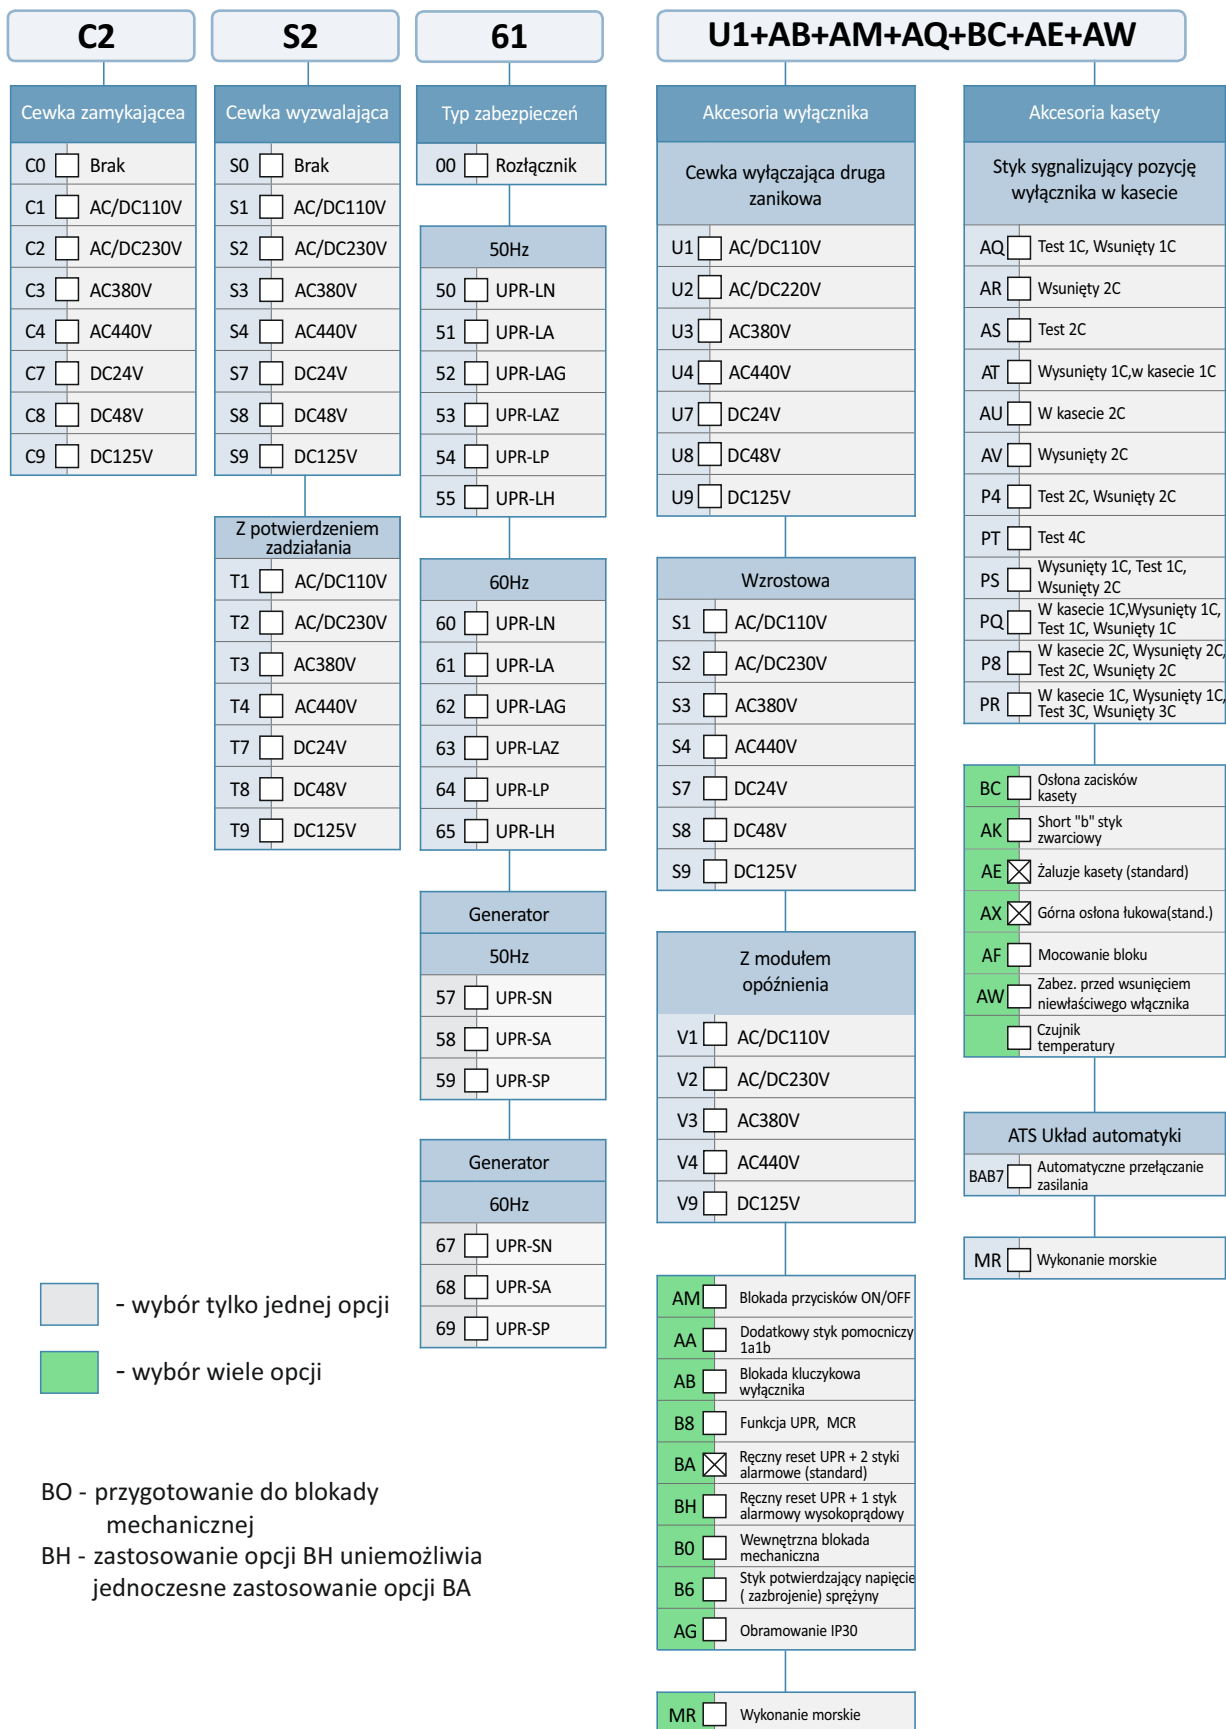 C2
S2
61
U1+AB+AM+AQ+BC+AE+AW
Cewka zamykającea
C0 Brak
C1 AC/DC110V
C2 AC/DC230V
C3 AC380V
C4 AC440V
C7 DC24V
C8 DC48V
C9 DC125V
Cewka wyzwalająca
S0 Brak
S1 AC/DC110V
S2 AC/DC230V
S3 AC380V
S4 AC440V
S7 DC24V
S8 DC48V
S9 DC125V
Z potwierdzeniem
zadziałania
T1 AC/DC110V
T2 AC/DC230V
T3 AC380V
T4 AC440V
T7 DC24V
T8 DC48V
T9 DC125V
Typ zabezpieczeń
00 Rozłącznik
50Hz
50 UPR-LN
51 UPR-LA
52 UPR-LAG
53 UPR-LAZ
54 UPR-LP
55 UPR-LH
60Hz
60 UPR-LN
61 UPR-LA
62 UPR-LAG
63 UPR-LAZ
64 UPR-LP
65 UPR-LH
Generator
50Hz
57 UPR-SN
58 UPR-SA
59 UPR-SP
Generator
60Hz
67 UPR-SN
68 UPR-SA
69 UPR-SP
Akcesoria wyłącznika
Cewka wyłączająca druga
zanikowa
U1 AC/DC110V
U2 AC/DC220V
U3 AC380V
U4 AC440V
U7 DC24V
U8 DC48V
U9 DC125V
Wzrostowa
S1 AC/DC110V
S2 AC/DC230V
S3 AC380V
S4 AC440V
S7 DC24V
S8 DC48V
S9 DC125V
Z modułem
opóźnienia
V1 AC/DC110V
V2 AC/DC230V
V3 AC380V
V4 AC440V
V9 DC125V
AM Blokada przycisków ON/OFF
AA Dodatkowy styk pomocniczy
1a1b
AB Blokada kluczykowa
wyłącznika
B8 Funkcja UPR, MCR
BA Ręczny reset UPR + 2 styki
alarmowe (standard)
BH Ręczny reset UPR + 1 styk
alarmowy wysokoprądowy
B0 Wewnętrzna blokada
mechaniczna
B6 Styk potwierdzający napięcie
( zazbrojenie) sprężyny
AG Obramowanie IP30
MR Wykonanie morskie
Akcesoria kasety
Styk sygnalizujący pozycję
wyłącznika w kasecie
AQ Test 1C, Wsunięty 1C
AR Wsunięty 2C
AS Test 2C
AT Wysunięty 1C,w kasecie 1C
AU W kasecie 2C
AV Wysunięty 2C
P4 Test 2C, Wsunięty 2C
PT Test 4C
PS Wysunięty 1C, Test 1C,
Wsunięty 2C
PQ W kasecie 1C,Wysunięty 1C,
Test 1C, Wsunięty 1C
P8 W kasecie 2C, Wysunięty 2C,
Test 2C, Wsunięty 2C
PR W kasecie 1C, Wysunięty 1C,
Test 3C, Wsunięty 3C
BC Osłona zacisków
kasety
AK Short "b" styk
zwarciowy
AE Żaluzje kasety (standard)
AX Górna osłona łukowa(stand.)
AF Mocowanie bloku
AW Zabez. przed wsunięciem
niewłaściwego włącznika
Czujnik
temperatury
ATS Układ automatyki
BAB7 Automatyczne przełączanie
zasilania
MR Wykonanie morskie
- wybór tylko jednej opcji
- wybór wiele opcji
BO - przygotowanie do blokady
mechanicznej
BH - zastosowanie opcji BH uniemożliwia
jednoczesne zastosowanie opcji BA